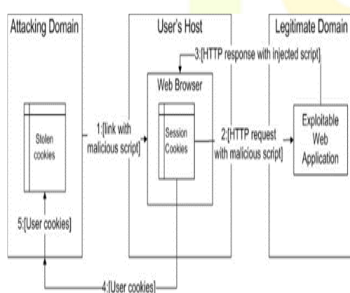 Attacking Domain
User's Host
Legitimate Domain
3:[HTTP response with injected script]
Web Browser
Stolen
cookies
1:[link with
malicious script]
Session
Cookies
2:[HTTP request
with malicious script]
Exploitable
Web
Application
5:[User cookies]
4:[User cookies]